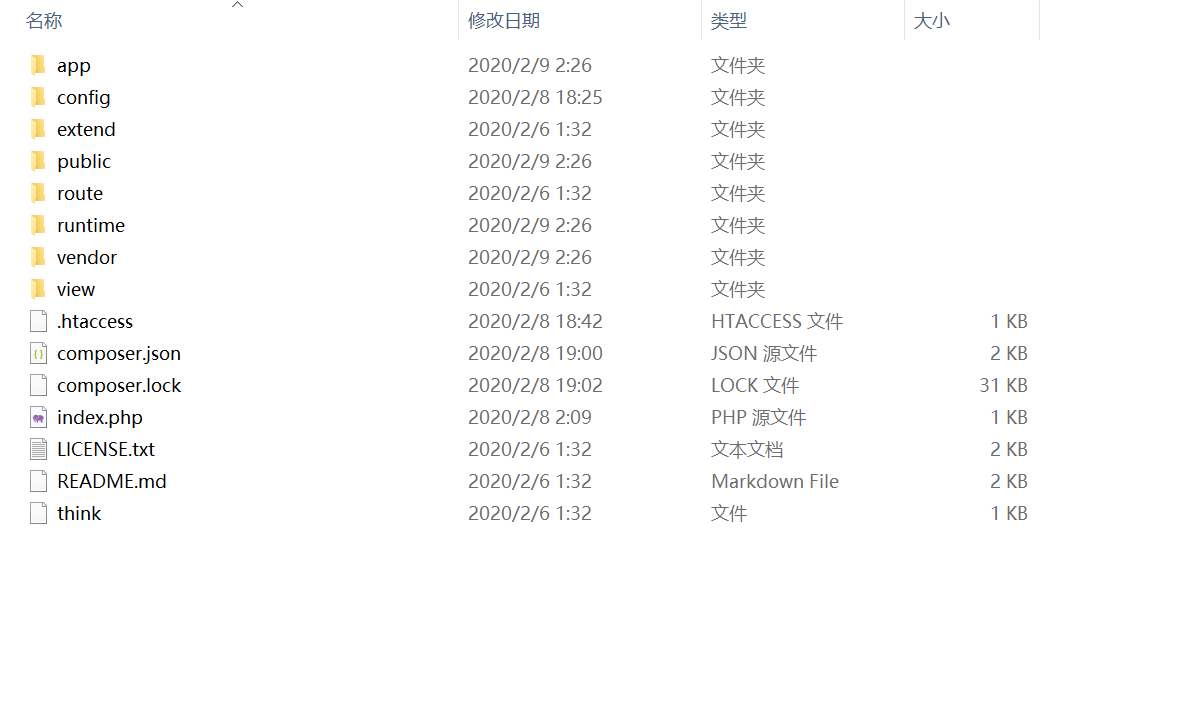 名称 修改日期 类型 大小
app 2020/2/9 2:26 文件夹
config 2020/2/8 18:25 文件夹
extend 2020/2/6 1:32 文件夹
public 2020/2/9 2:26 文件夹
route 2020/2/6 1:32 文件夹
runtime 2020/2/9 2:26 文件夹
vendor 2020/2/9 2:26 文件夹
view 2020/2/6 1:32 文件夹
.htaccess 2020/2/8 18:42 HTACCESS 文件 1 KB
composer.json 2020/2/8 19:00 JSON 源文件 2 KB
composer.lock 2020/2/8 19:02 LOCK 文件 31 KB
index.php 2020/2/8 2:09 PHP 源文件 1 KB
LICENSE.txt 2020/2/6 1:32 文本文档 2 KB
README.md 2020/2/6 1:32 Markdown File 2 KB
think 2020/2/6 1:32 文件 1 KB